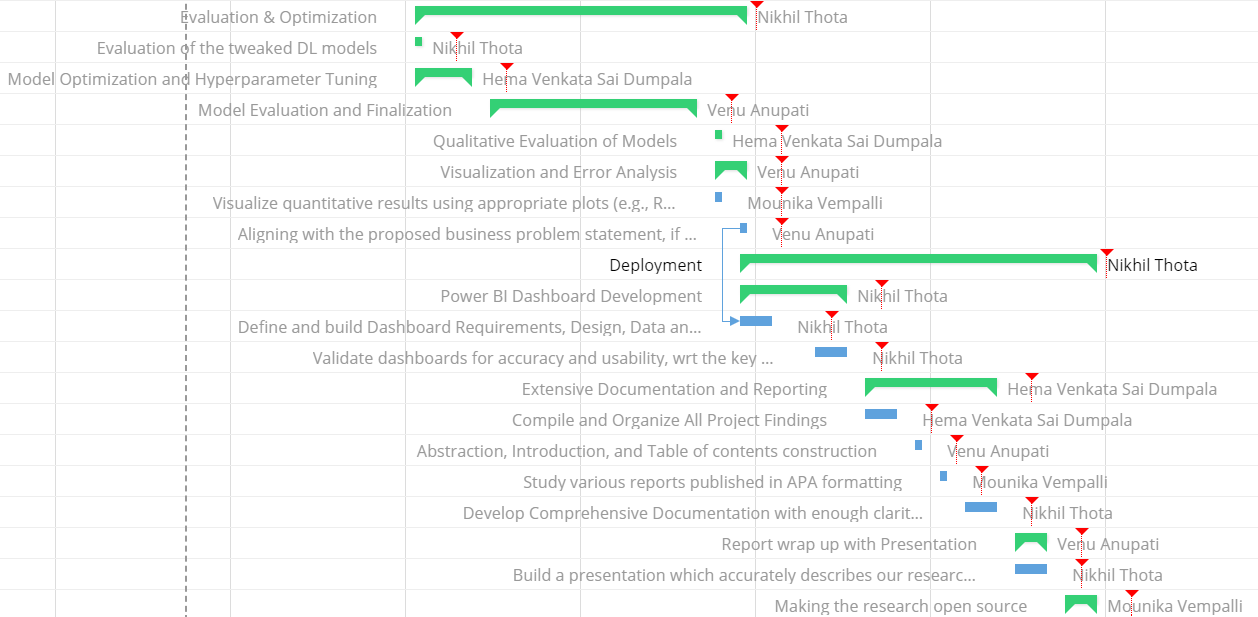 Evaluation & Optimization Nikhil Thota
Evaluation of the tweaked DL models Nikhil Thota
Model Optimization and Hyperparameter Tuning Hema Venkata Sai Dumpala
Model Evaluation and Finalization Venu Anupati
Qualitative Evaluation of Models Hema Venkata Sai Dumpala
Visualization and Error Analysis Venu Anupati
Visualize quantitative results using appropriate plots (e.g., R... Mounika Vempalli
Aligning with the proposed business problem statement, if ... Venu Anupati
Deployment Nikhil Thota
Power BI Dashboard Development Nikhil Thota
Define and build Dashboard Requirements, Design, Data an... Nikhil Thota
Validate dashboards for accuracy and usability, wrt the key ... Nikhil Thota
Extensive Documentation and Reporting Hema Venkata Sai Dumpala
Compile and Organize All Project Findings Hema Venkata Sai Dumpala
Abstraction, Introduction, and Table of contents construction Venu Anupati
Study various reports published in APA formatting Mounika Vempalli
Develop Comprehensive Documentation with enough clarit... Nikhil Thota
Report wrap up with Presentation Venu Anupati
Build a presentation which accurately describes our researc... Nikhil Thota
Making the research open source Mounika Vempalli